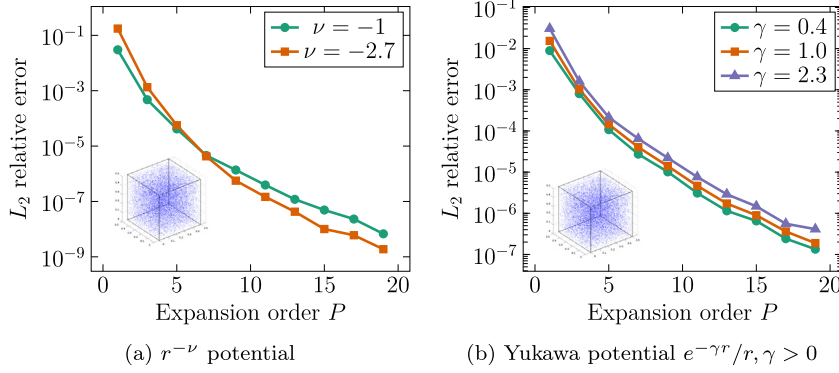 10⁻¹
10⁻³
10⁻⁵
10⁻⁷
10⁻⁹
L₂ relative error
0 5 10 15 20
Expansion order P
ν = −1
ν = −2.7
(a) r^{−ν} potential
10⁻¹
10⁻²
10⁻³
10⁻⁴
10⁻⁵
10⁻⁶
10⁻⁷
L₂ relative error
0 5 10 15 20
Expansion order P
γ = 0.4
γ = 1.0
γ = 2.3
(b) Yukawa potential e^{−γr}/r, γ > 0